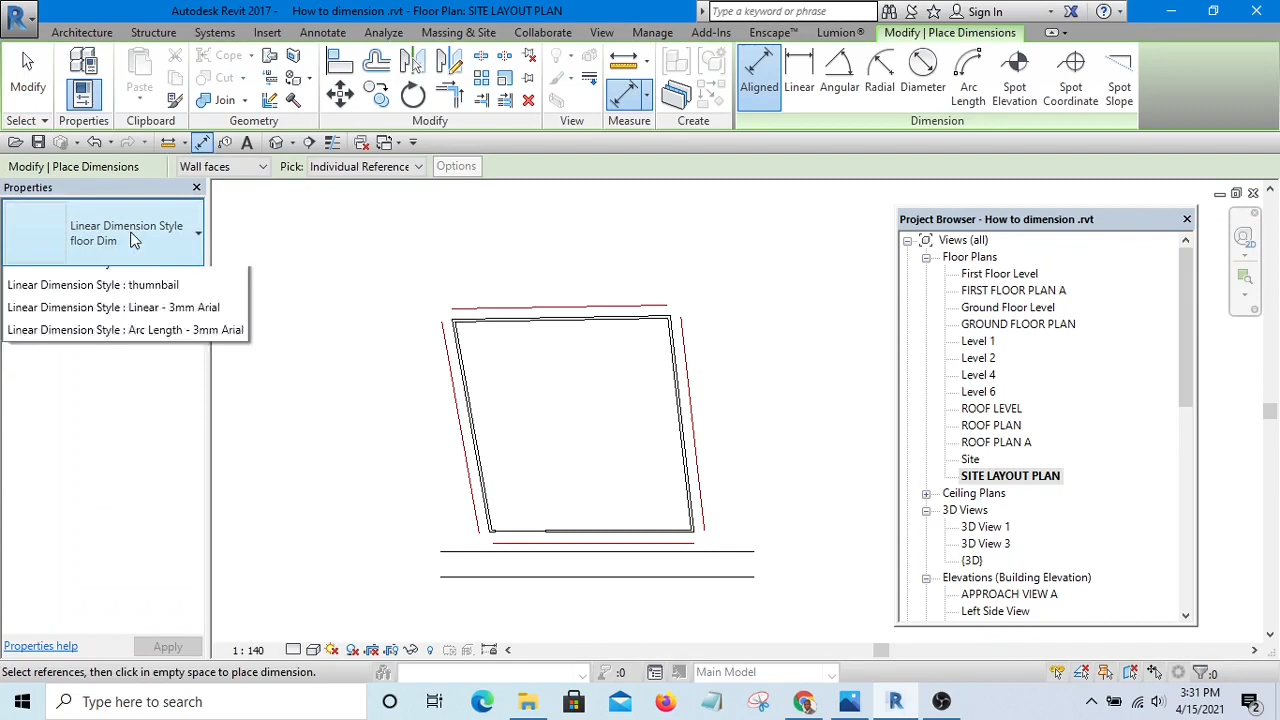 Autodesk Revit 2017 - How to dimension .rvt - Floor Plan: SITE LAYOUT PLAN
Type a keyword or phrase
Sign In
Architecture Structure Systems Insert Annotate Analyze Massing & Site Collaborate View Manage Add-Ins Enscape™ Lumion® Modify | Place Dimensions
Modify
Select
Properties
Paste
Clipboard
Cope
Cut
Join
Geometry
Modify
View
Measure
Create
Aligned Linear Angular Radial Diameter Arc Length Spot Elevation Spot Coordinate Spot Slope
Dimension
Modify | Place Dimensions
Wall faces
Pick: Individual Reference
Options
Properties
Linear Dimension Style
floor Dim
Linear Dimension Style : thumnbail
Linear Dimension Style : Linear - 3mm Arial
Linear Dimension Style : Arc Length - 3mm Arial
Properties help
Apply
Project Browser - How to dimension .rvt
Views (all)
Floor Plans
First Floor Level
FIRST FLOOR PLAN A
Ground Floor Level
GROUND FLOOR PLAN
Level 1
Level 2
Level 4
Level 6
ROOF LEVEL
ROOF PLAN
ROOF PLAN A
Site
SITE LAYOUT PLAN
Ceiling Plans
3D Views
3D View 1
3D View 3
{3D}
Elevations (Building Elevation)
APPROACH VIEW A
Left Side View
2D
1 : 140
Select references, then click in empty space to place dimension.
:0
Main Model
:0
Type here to search
3:31 PM
4/15/2021
2